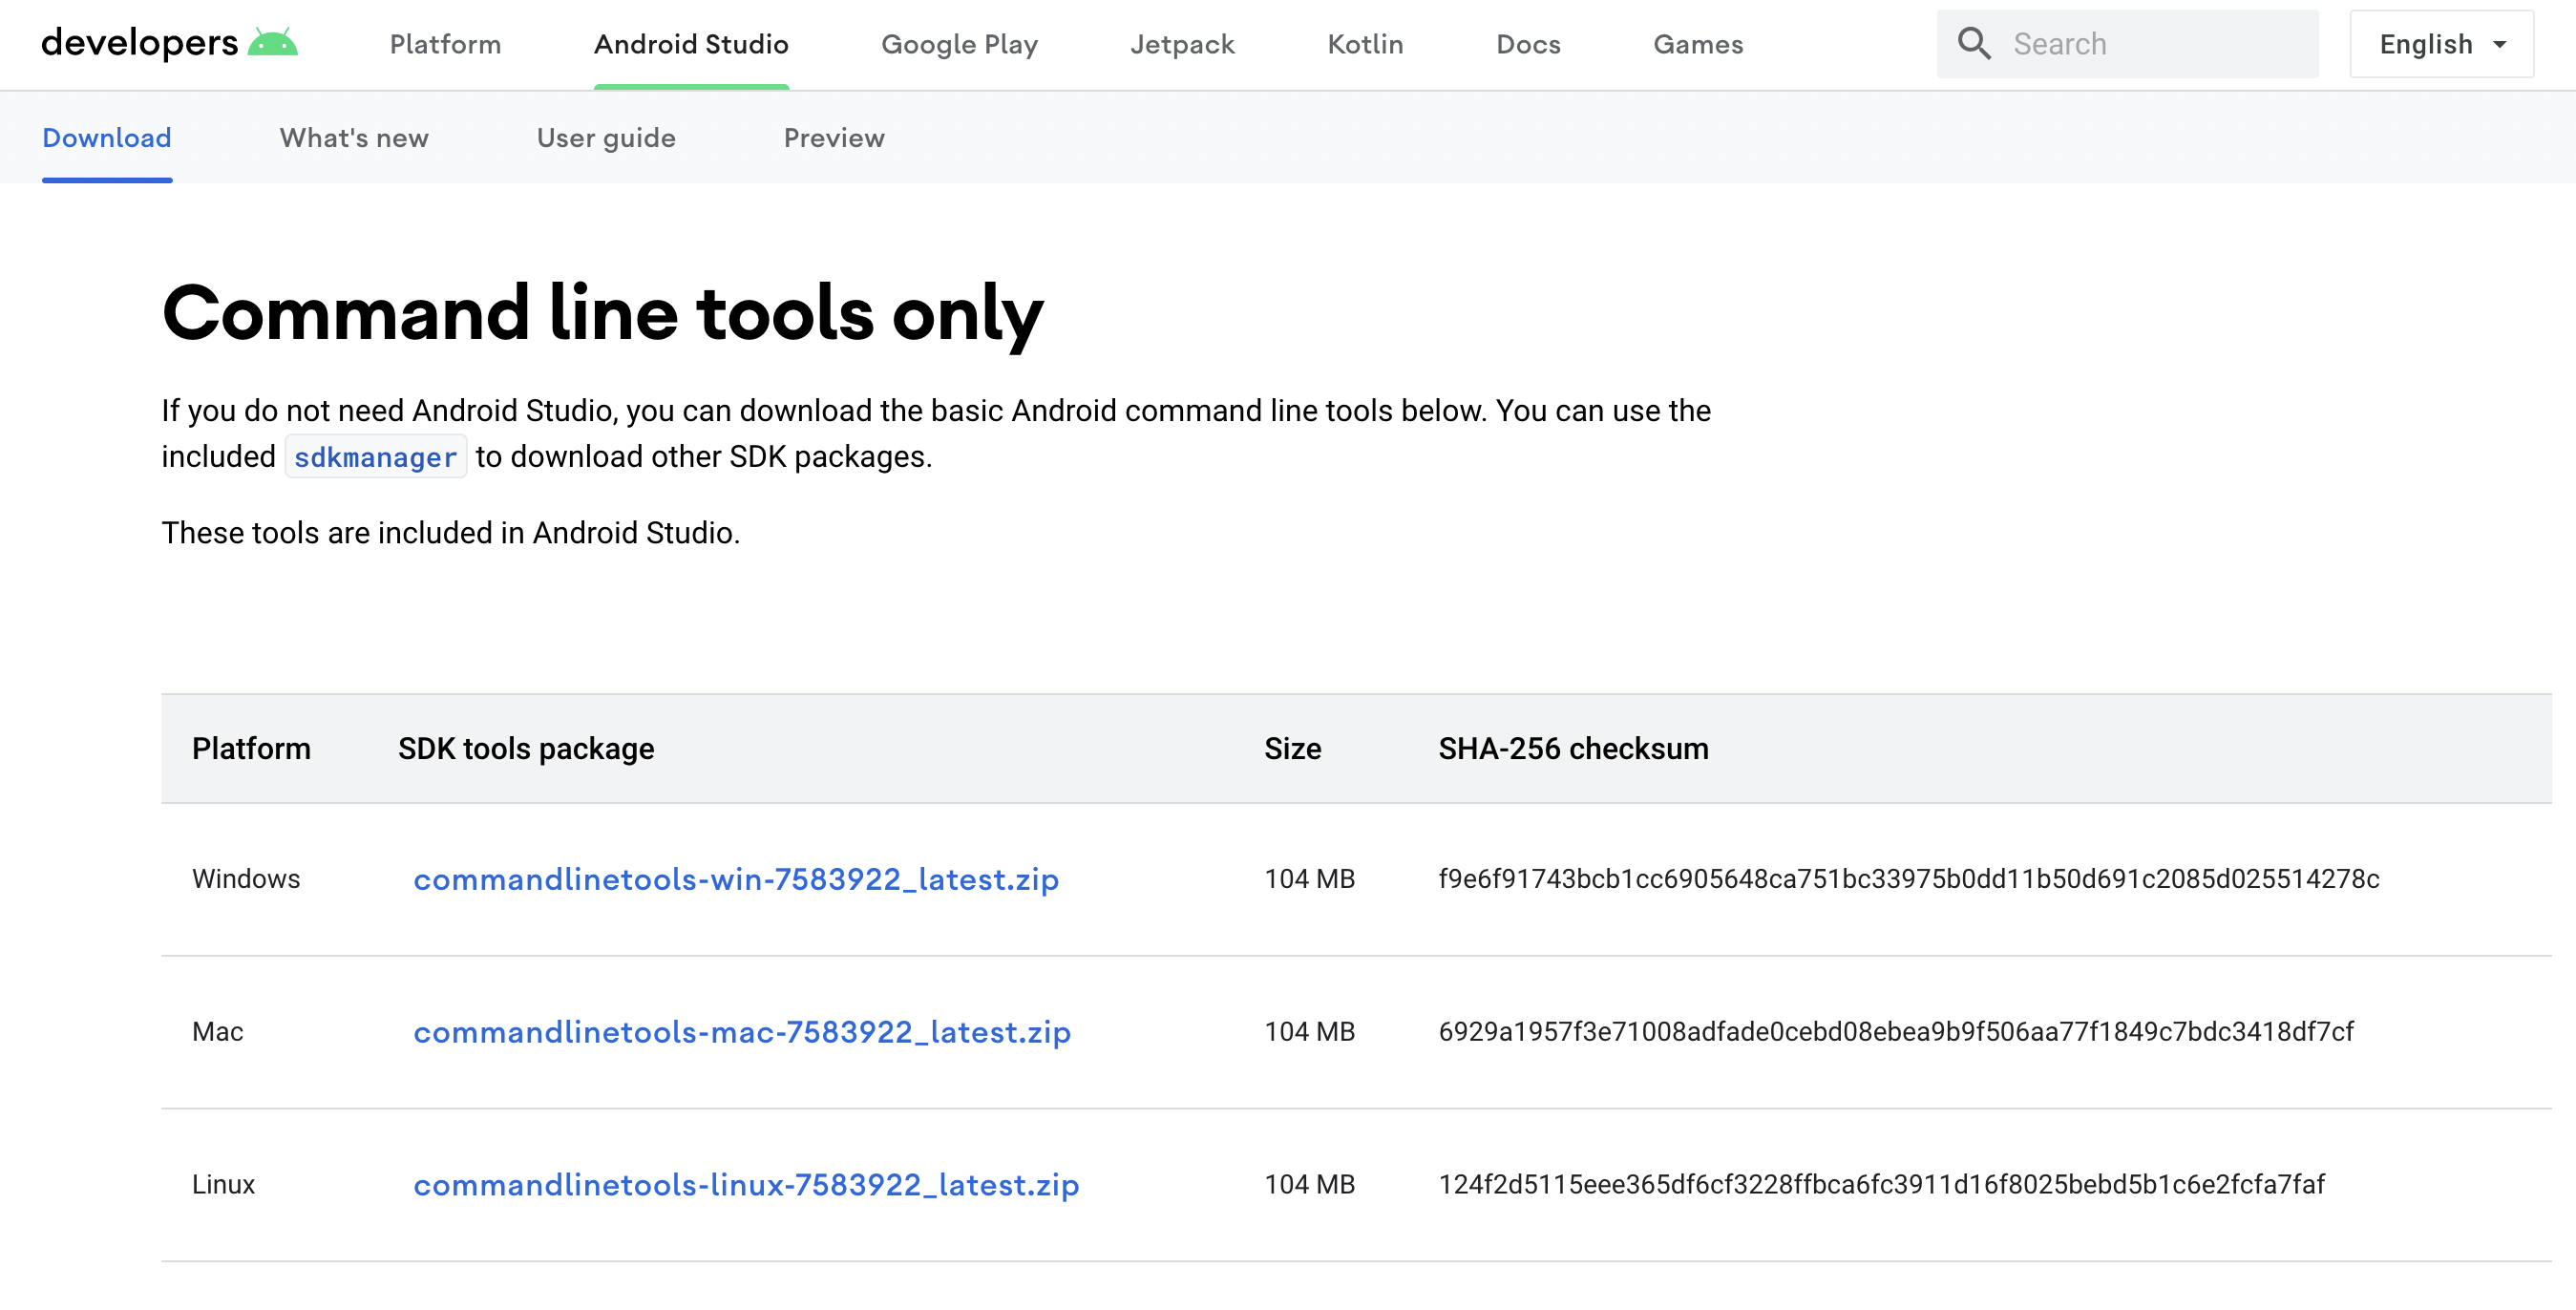 developers
Platform
Android Studio
Google Play
Jetpack
Kotlin
Docs
Games
Search
English
Download
What's new
User guide
Preview
Command line tools only
If you do not need Android Studio, you can download the basic Android command line tools below. You can use the
included sdkmanager to download other SDK packages.
These tools are included in Android Studio.
Platform SDK tools package Size SHA-256 checksum
Windows commandlinetools-win-7583922_latest.zip 104 MB f9e6f91743bcb1cc6905648ca751bc33975b0dd11b50d691c2085d025514278c
Mac commandlinetools-mac-7583922_latest.zip 104 MB 6929a1957f3e71008adfade0cebd08ebea9b9f506aa77f1849c7bdc3418df7cf
Linux commandlinetools-linux-7583922_latest.zip 104 MB 124f2d5115eee365df6cf3228ffbca6fc3911d16f8025bebd5b1c6e2fcfa7faf